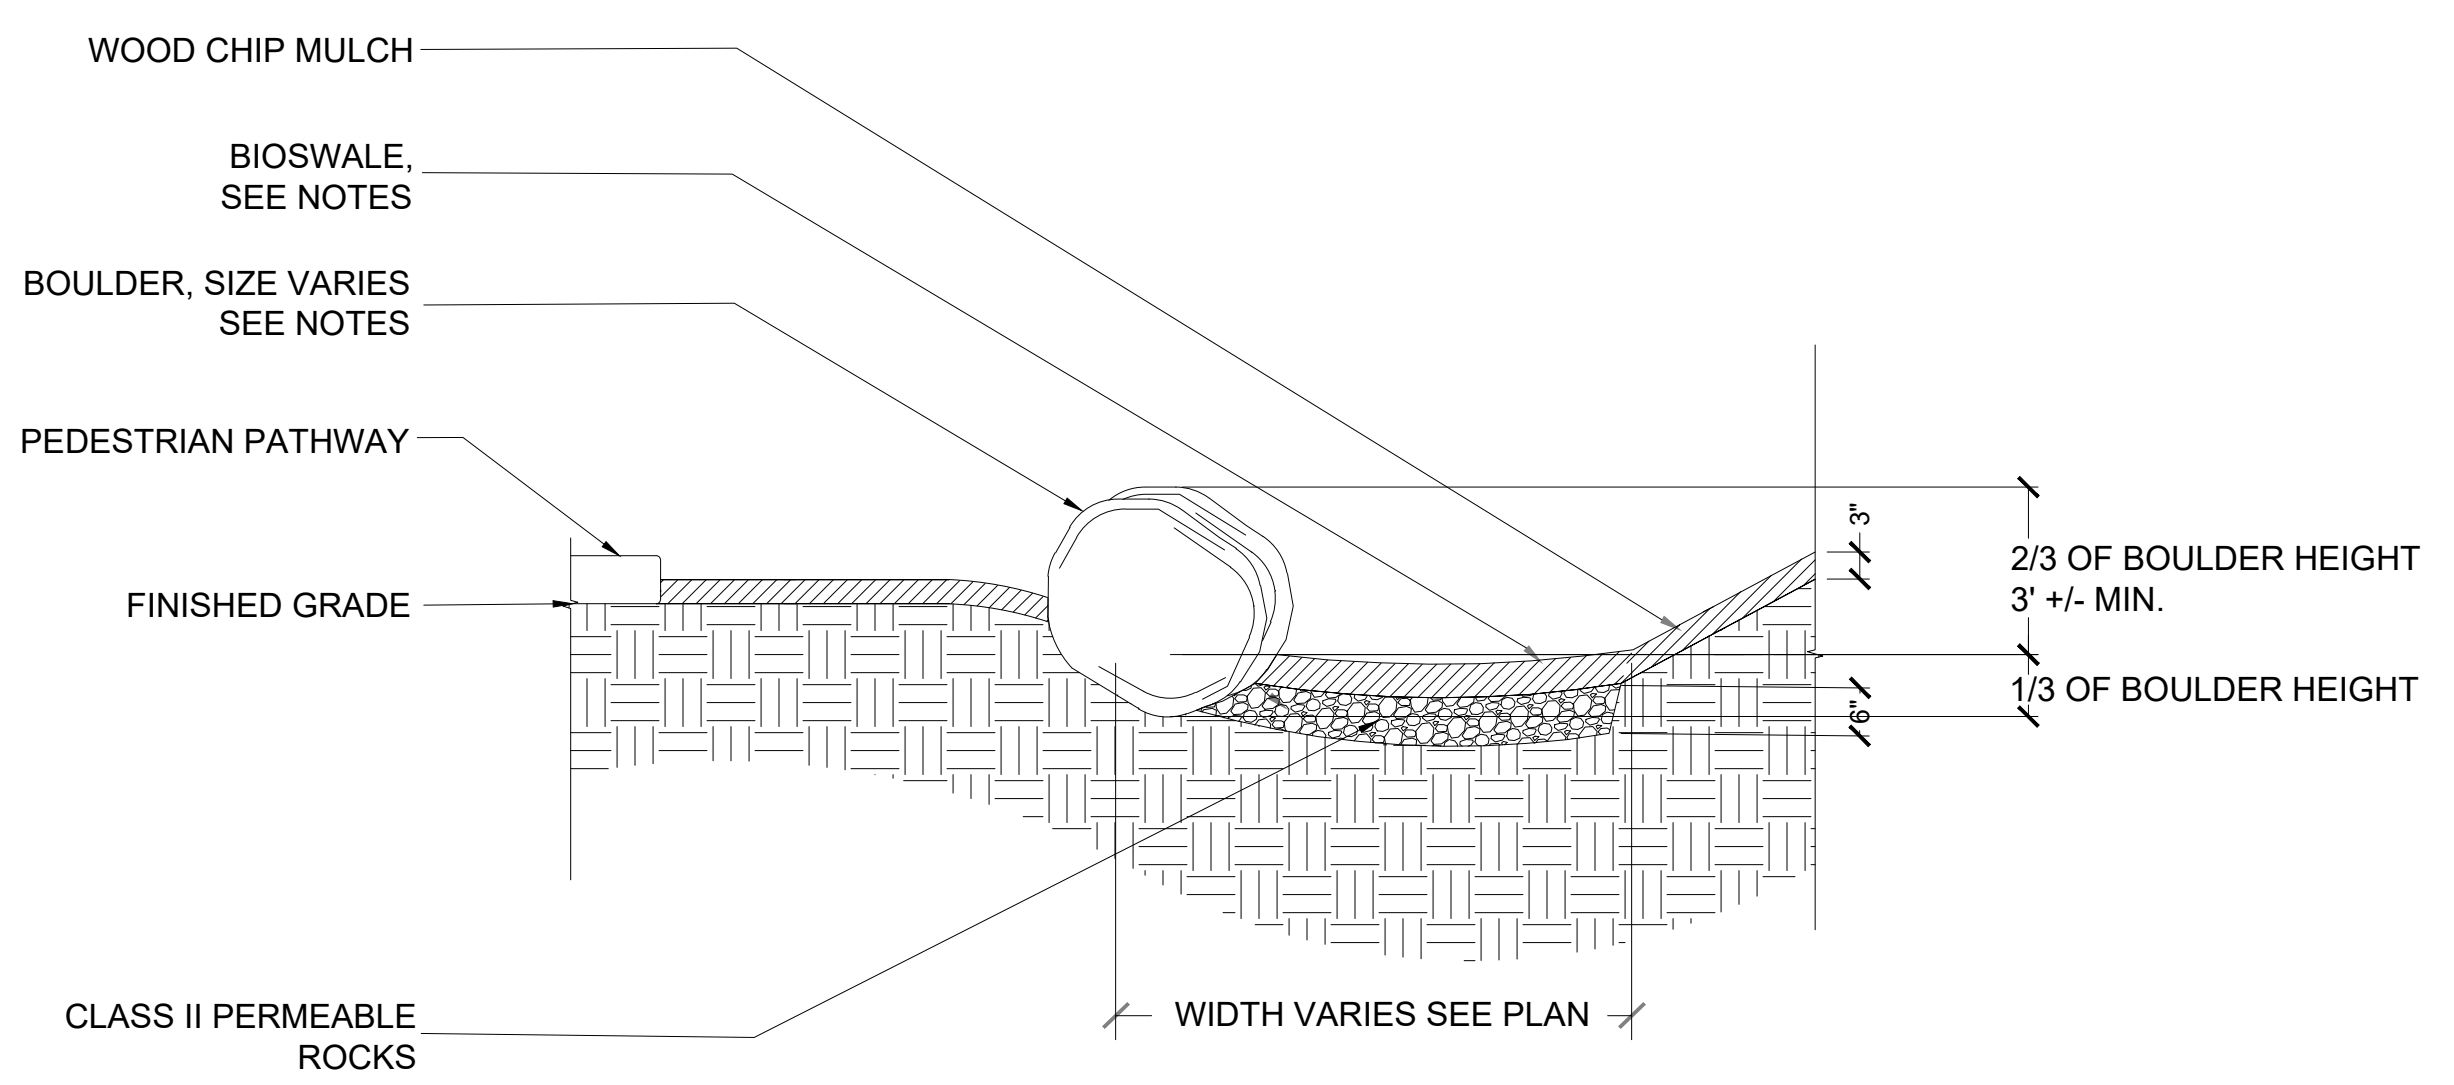 WOOD CHIP MULCH
BIOSWALE,
SEE NOTES
BOULDER, SIZE VARIES
SEE NOTES
PEDESTRIAN PATHWAY
FINISHED GRADE
CLASS II PERMEABLE
ROCKS
WIDTH VARIES SEE PLAN
3"
6"
2/3 OF BOULDER HEIGHT
3' +/- MIN.
1/3 OF BOULDER HEIGHT